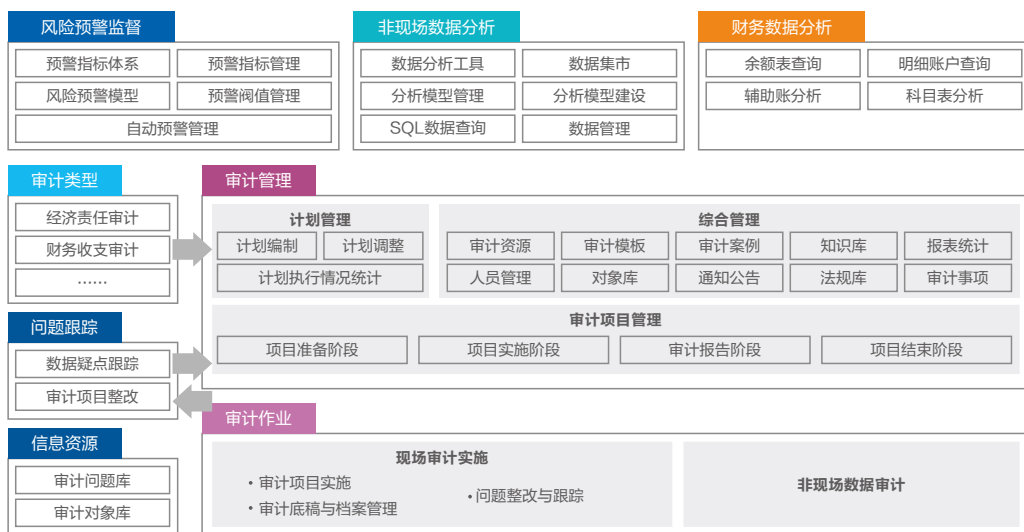 风险预警监督
预警指标体系
预警指标管理
风险预警模型
预警阀值管理
自动预警管理
非现场数据分析
数据分析工具
数据集市
分析模型管理
分析模型建设
SQL数据查询
数据管理
财务数据分析
余额表查询
明细账户查询
辅助账分析
科目表分析
审计类型
经济责任审计
财务收支审计
……
问题跟踪
数据疑点跟踪
审计项目整改
信息资源
审计问题库
审计对象库
审计管理
计划管理
计划编制
计划调整
计划执行情况统计
综合管理
审计资源
审计模板
审计案例
知识库
报表统计
人员管理
对象库
通知公告
法规库
审计事项
审计项目管理
项目准备阶段
项目实施阶段
审计报告阶段
项目结束阶段
审计作业
现场审计实施
• 审计项目实施
• 审计底稿与档案管理
• 问题整改与跟踪
非现场数据审计